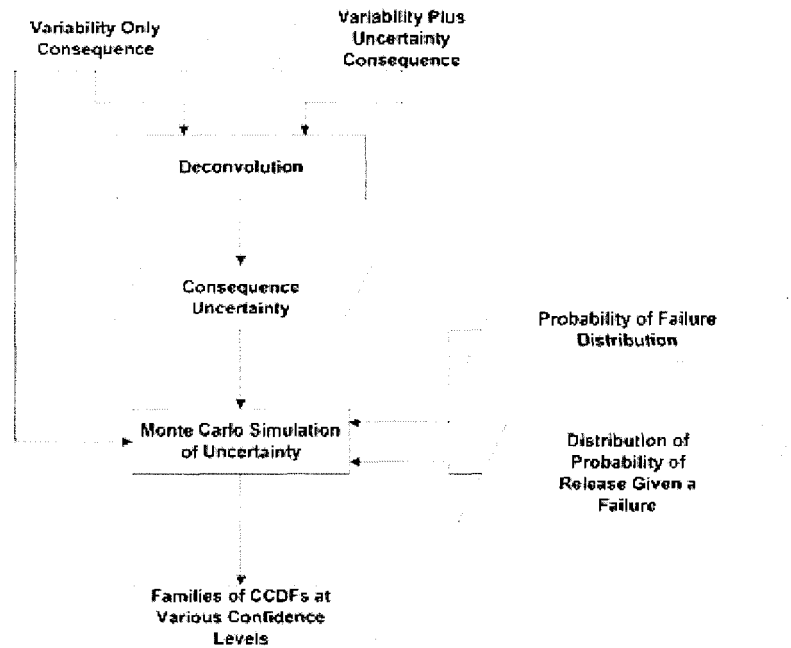 Variability Only
Consequence
Variability Plus
Uncertainty
Consequence
Deconvolution
Consequence
Uncertainty
Probability of Failure
Distribution
Monte Carlo Simulation
of Uncertainty
Distribution of
Probability of
Release Given a
Failure
Families of CCDFs at
Various Confidence
Levels